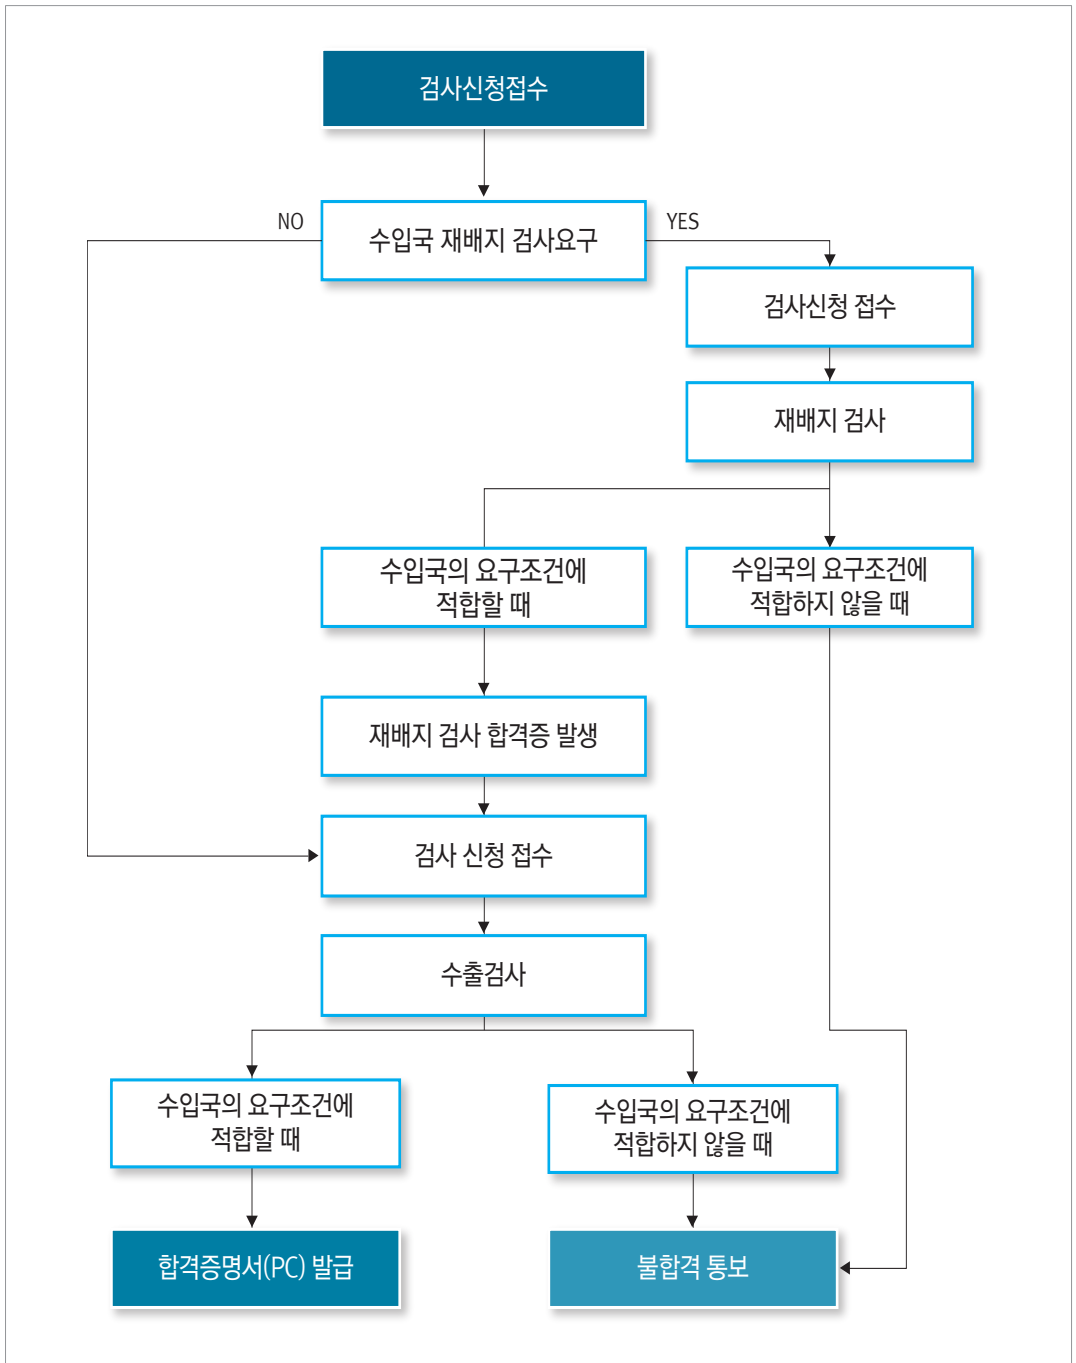 검사신청접수
NO
수입국 재배지 검사요구
YES
검사신청 접수
재배지 검사
수입국의 요구조건에
적합할 때
수입국의 요구조건에
적합하지 않을 때
재배지 검사 합격증 발생
검사 신청 접수
수출검사
수입국의 요구조건에
적합할 때
수입국의 요구조건에
적합하지 않을 때
합격증명서(PC) 발급
불합격 통보